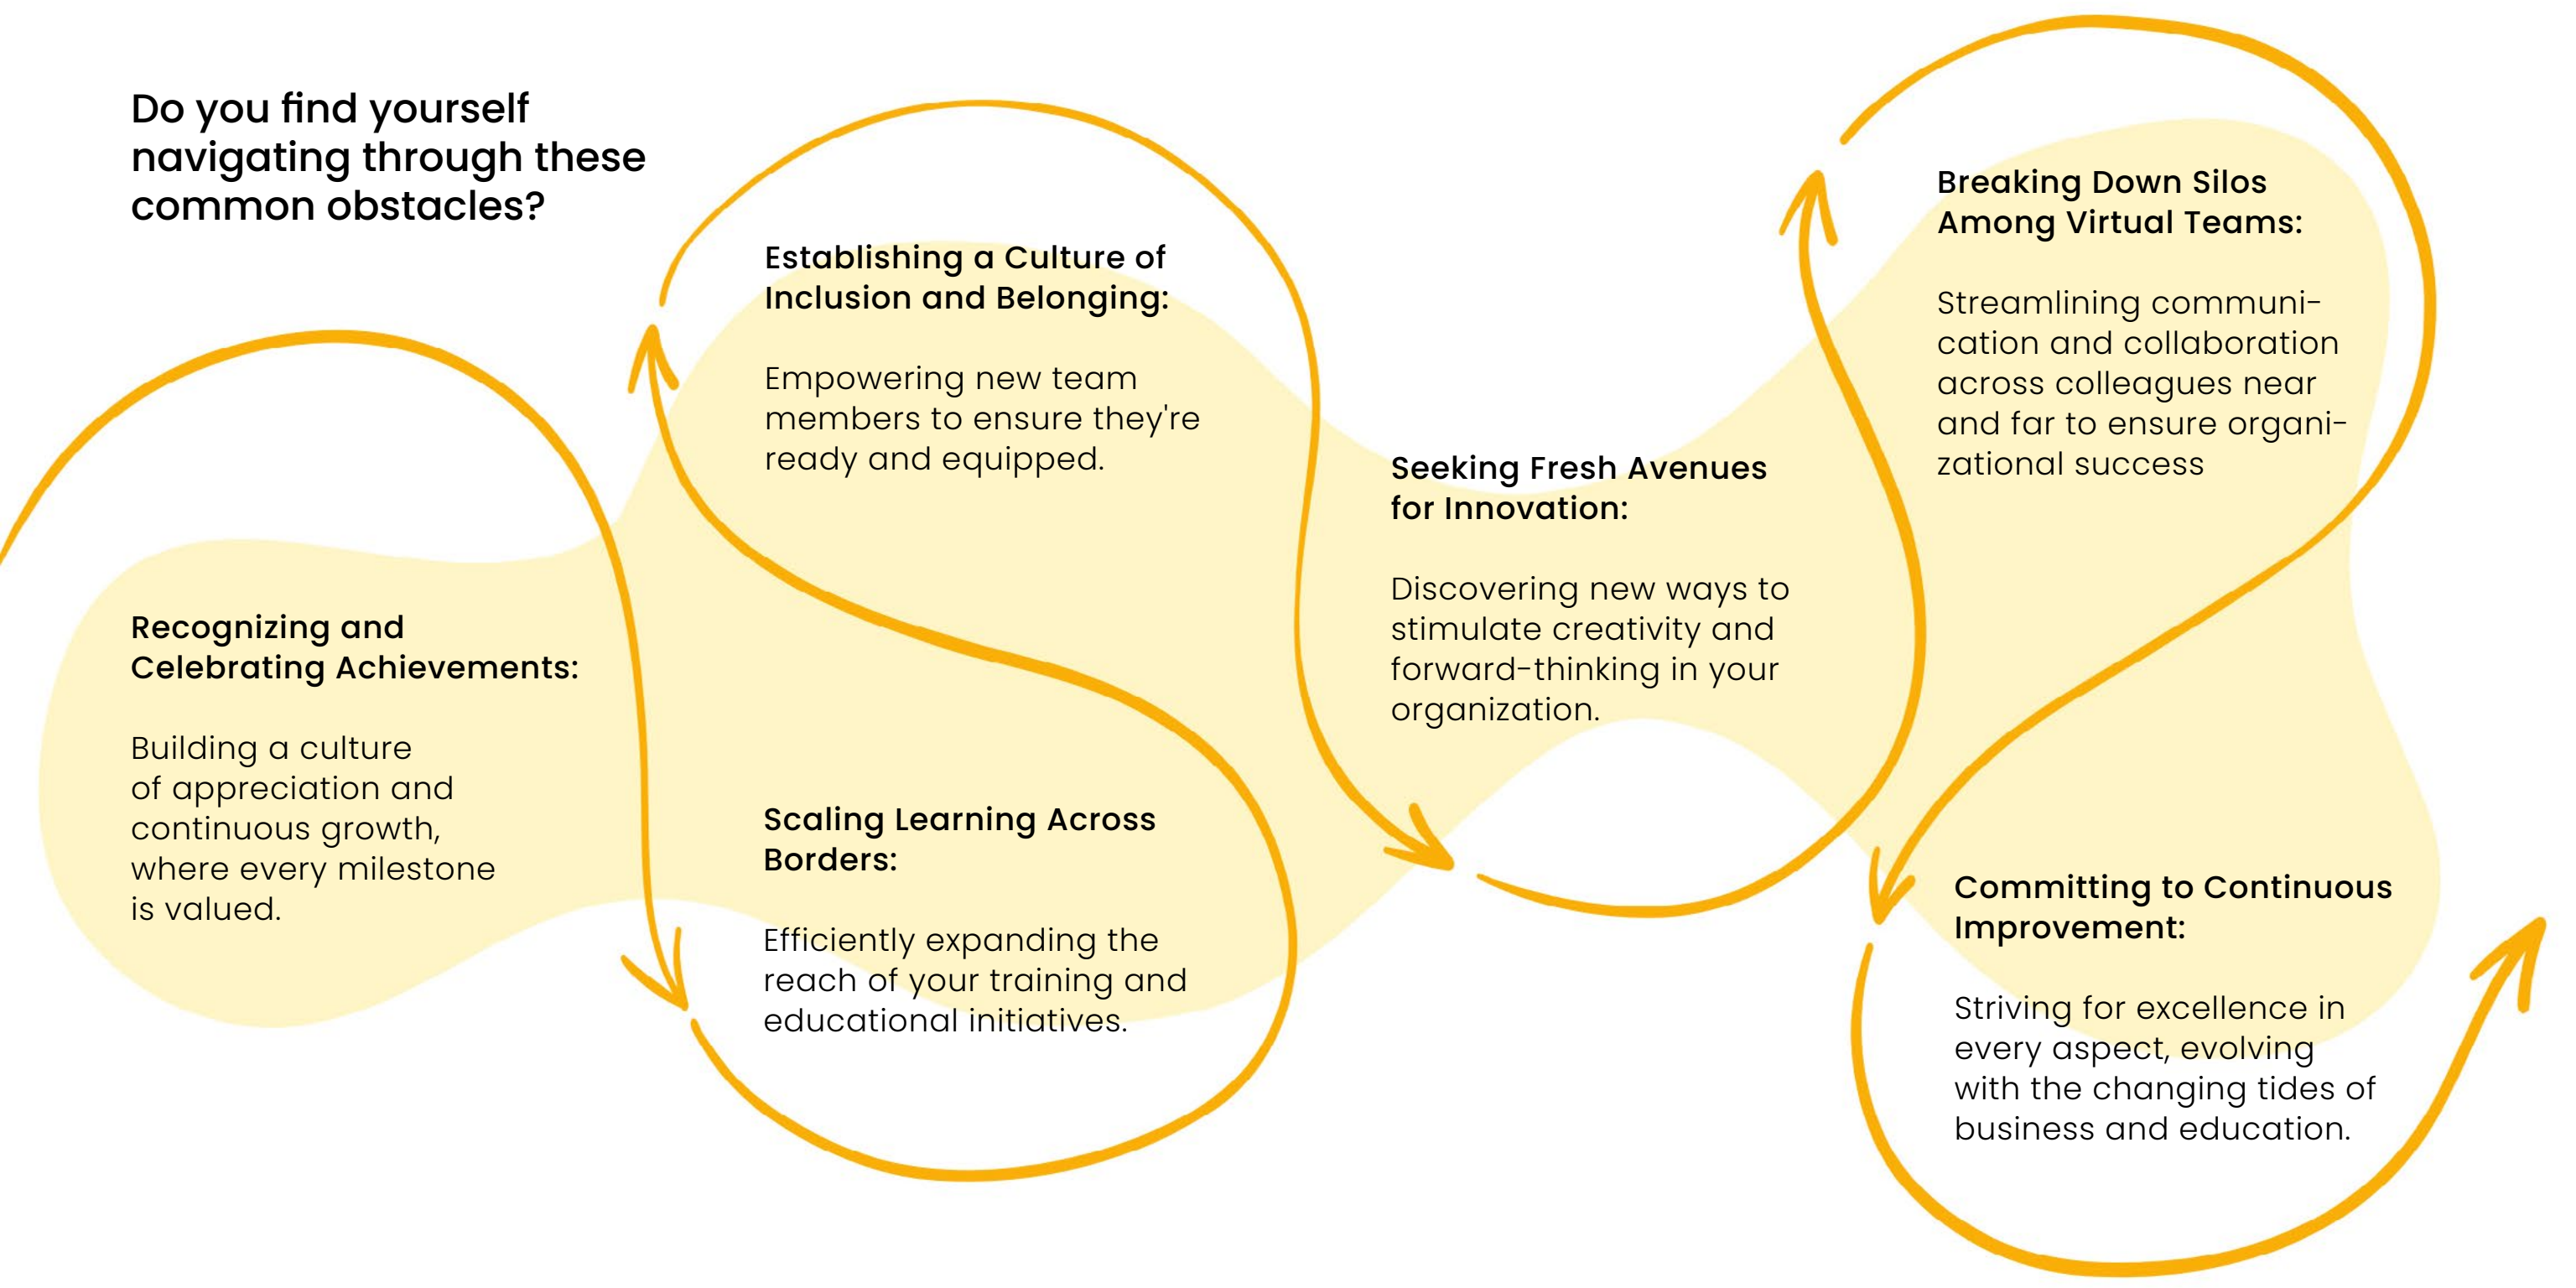 Do you find yourself
navigating through these
common obstacles?
Recognizing and
Celebrating Achievements:
Building a culture
of appreciation and
continuous growth,
where every milestone
is valued.
Scaling Learning Across
Borders:
Efficiently expanding the
reach of your training and
educational initiatives.
Establishing a Culture of
Inclusion and Belonging:
Empowering new team
members to ensure they're
ready and equipped.
Seeking Fresh Avenues
for Innovation:
Discovering new ways to
stimulate creativity and
forward-thinking in your
organization.
Breaking Down Silos
Among Virtual Teams:
Streamlining communi-
cation and collaboration
across colleagues near
and far to ensure organi-
zational success
Committing to Continuous
Improvement:
Striving for excellence in
every aspect, evolving
with the changing tides of
business and education.